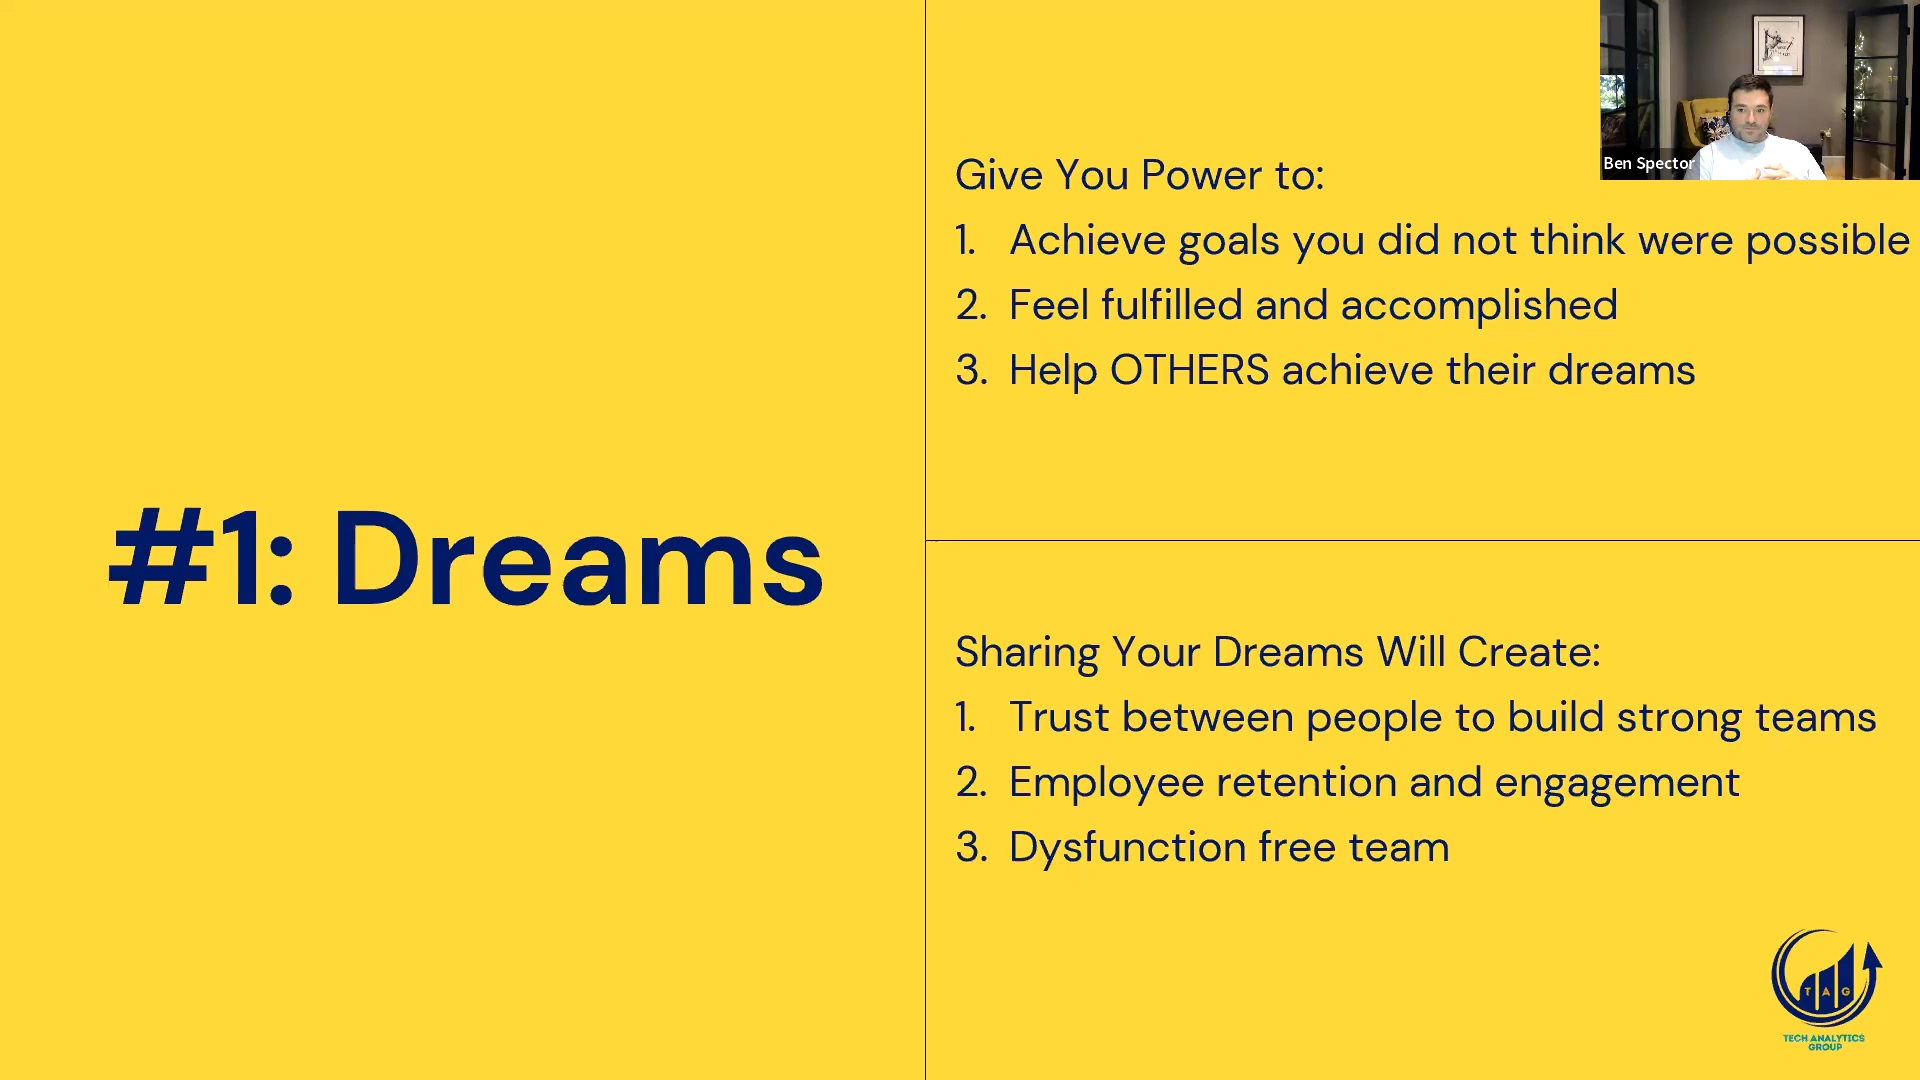 #1: Dreams
Give You Power to:
1. Achieve goals you did not think were possible
2. Feel fulfilled and accomplished
3. Help OTHERS achieve their dreams
Sharing Your Dreams Will Create:
1. Trust between people to build strong teams
2. Employee retention and engagement
3. Dysfunction free team
Ben Spector
T A G
TECH ANALYTICS
GROUP